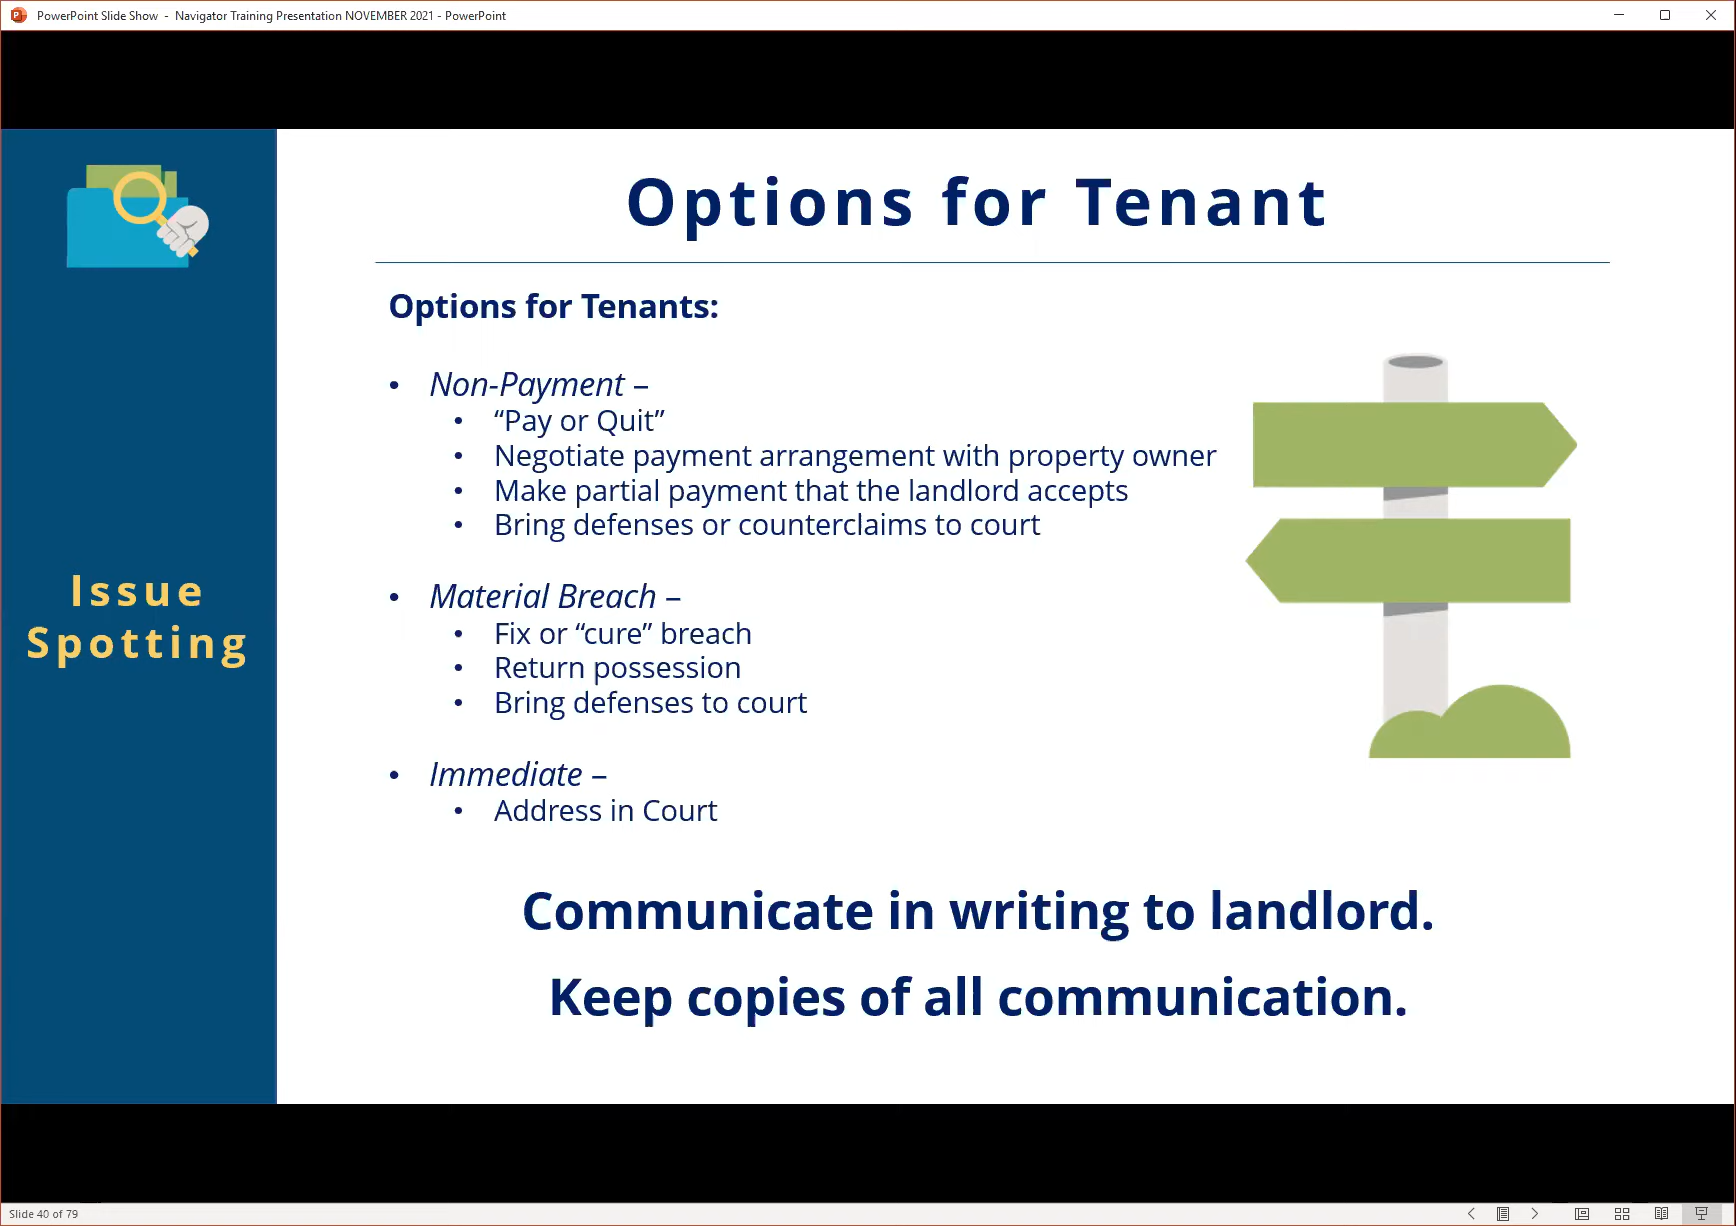 PowerPoint Slide Show - Navigator Training Presentation NOVEMBER 2021 - PowerPoint
Issue
Spotting
Options for Tenant
Options for Tenants:
• Non-Payment –
• “Pay or Quit”
• Negotiate payment arrangement with property owner
• Make partial payment that the landlord accepts
• Bring defenses or counterclaims to court
• Material Breach –
• Fix or “cure” breach
• Return possession
• Bring defenses to court
• Immediate –
• Address in Court
Communicate in writing to landlord.
Keep copies of all communication.
Slide 40 of 79